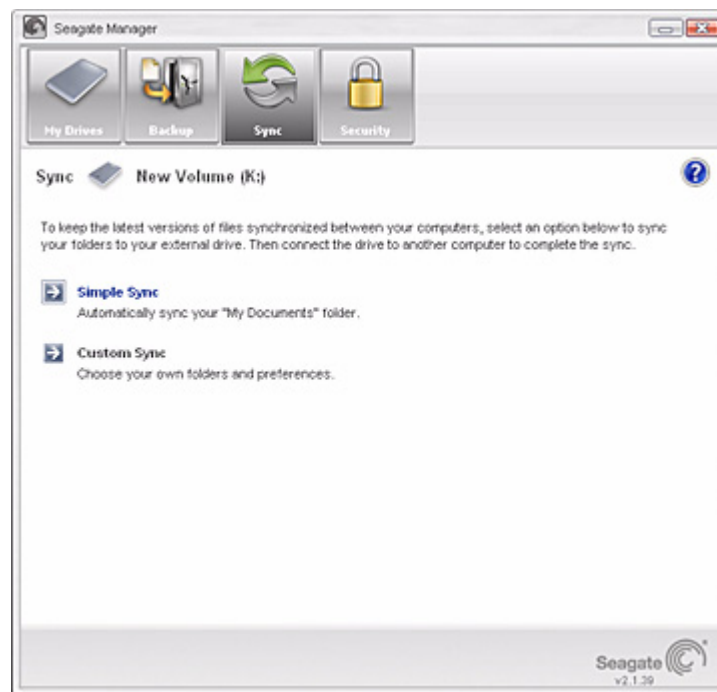 Seagate Manager
My Drives Backup Sync Security
Sync New Volume (K:)
To keep the latest versions of files synchronized between your computers, select an option below to sync
your folders to your external drive. Then connect the drive to another computer to complete the sync.
Simple Sync
Automatically sync your "My Documents" folder.
Custom Sync
Choose your own folders and preferences.
Seagate
v2.1.39